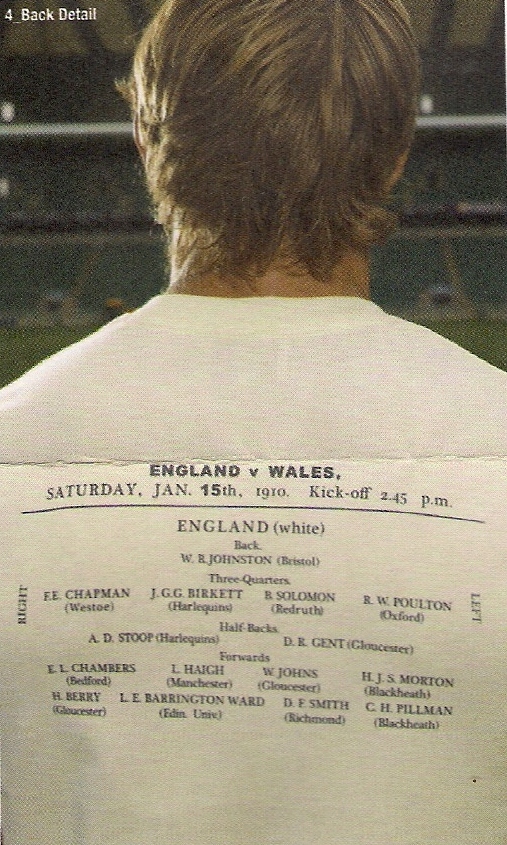 4_Back Detail
ENGLAND v WALES,
SATURDAY, JAN. 15th, 1910. Kick-off 2.45 p.m.
ENGLAND (white)
Back.
W. R. JOHNSTON (Bristol)
Three-Quarters.
RIGHT
F.E. CHAPMAN J.G.G. BIRKETT B. SOLOMON R. W. POULTON
(Westoe) (Harlequins) (Redruth) (Oxford)
LEFT
Half-Backs.
A. D. STOOP (Harlequins) D. R. GENT (Gloucester)
Forwards
E. L. CHAMBERS L. HAIGH W. JOHNS H. J. S. MORTON
(Bedford) (Manchester) (Gloucester) (Blackheath)
H. BERRY L. E. BARRINGTON WARD D. F. SMITH C. H. PILLMAN
(Gloucester) (Edin. Univ.) (Richmond) (Blackheath)